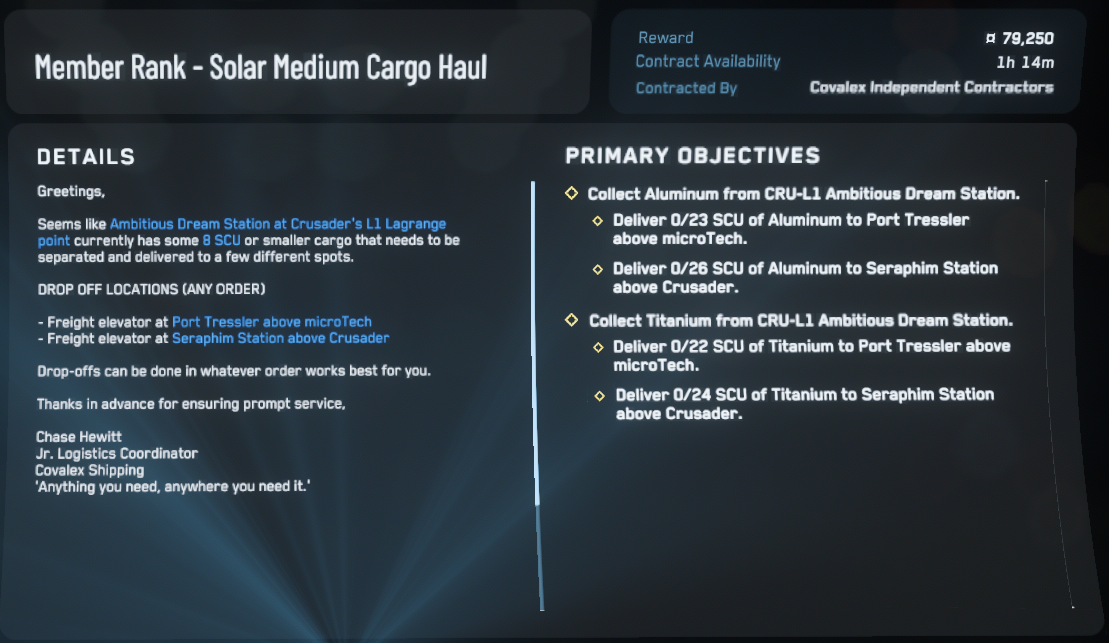 Member Rank - Solar Medium Cargo Haul
Reward
¤ 79,250
Contract Availability
1h 14m
Contracted By
Covalex Independent Contractors
DETAILS
Greetings,
Seems like Ambitious Dream Station at Crusader's L1 Lagrange
point currently has some 8 SCU or smaller cargo that needs to be
separated and delivered to a few different spots.
DROP OFF LOCATIONS (ANY ORDER)
- Freight elevator at Port Tressler above microTech
- Freight elevator at Seraphim Station above Crusader
Drop-offs can be done in whatever order works best for you.
Thanks in advance for ensuring prompt service,
Chase Hewitt
Jr. Logistics Coordinator
Covalex Shipping
'Anything you need, anywhere you need it.'
PRIMARY OBJECTIVES
Collect Aluminum from CRU-L1 Ambitious Dream Station.
Deliver 0/23 SCU of Aluminum to Port Tressler
above microTech.
Deliver 0/26 SCU of Aluminum to Seraphim Station
above Crusader.
Collect Titanium from CRU-L1 Ambitious Dream Station.
Deliver 0/22 SCU of Titanium to Port Tressler above
microTech.
Deliver 0/24 SCU of Titanium to Seraphim Station
above Crusader.